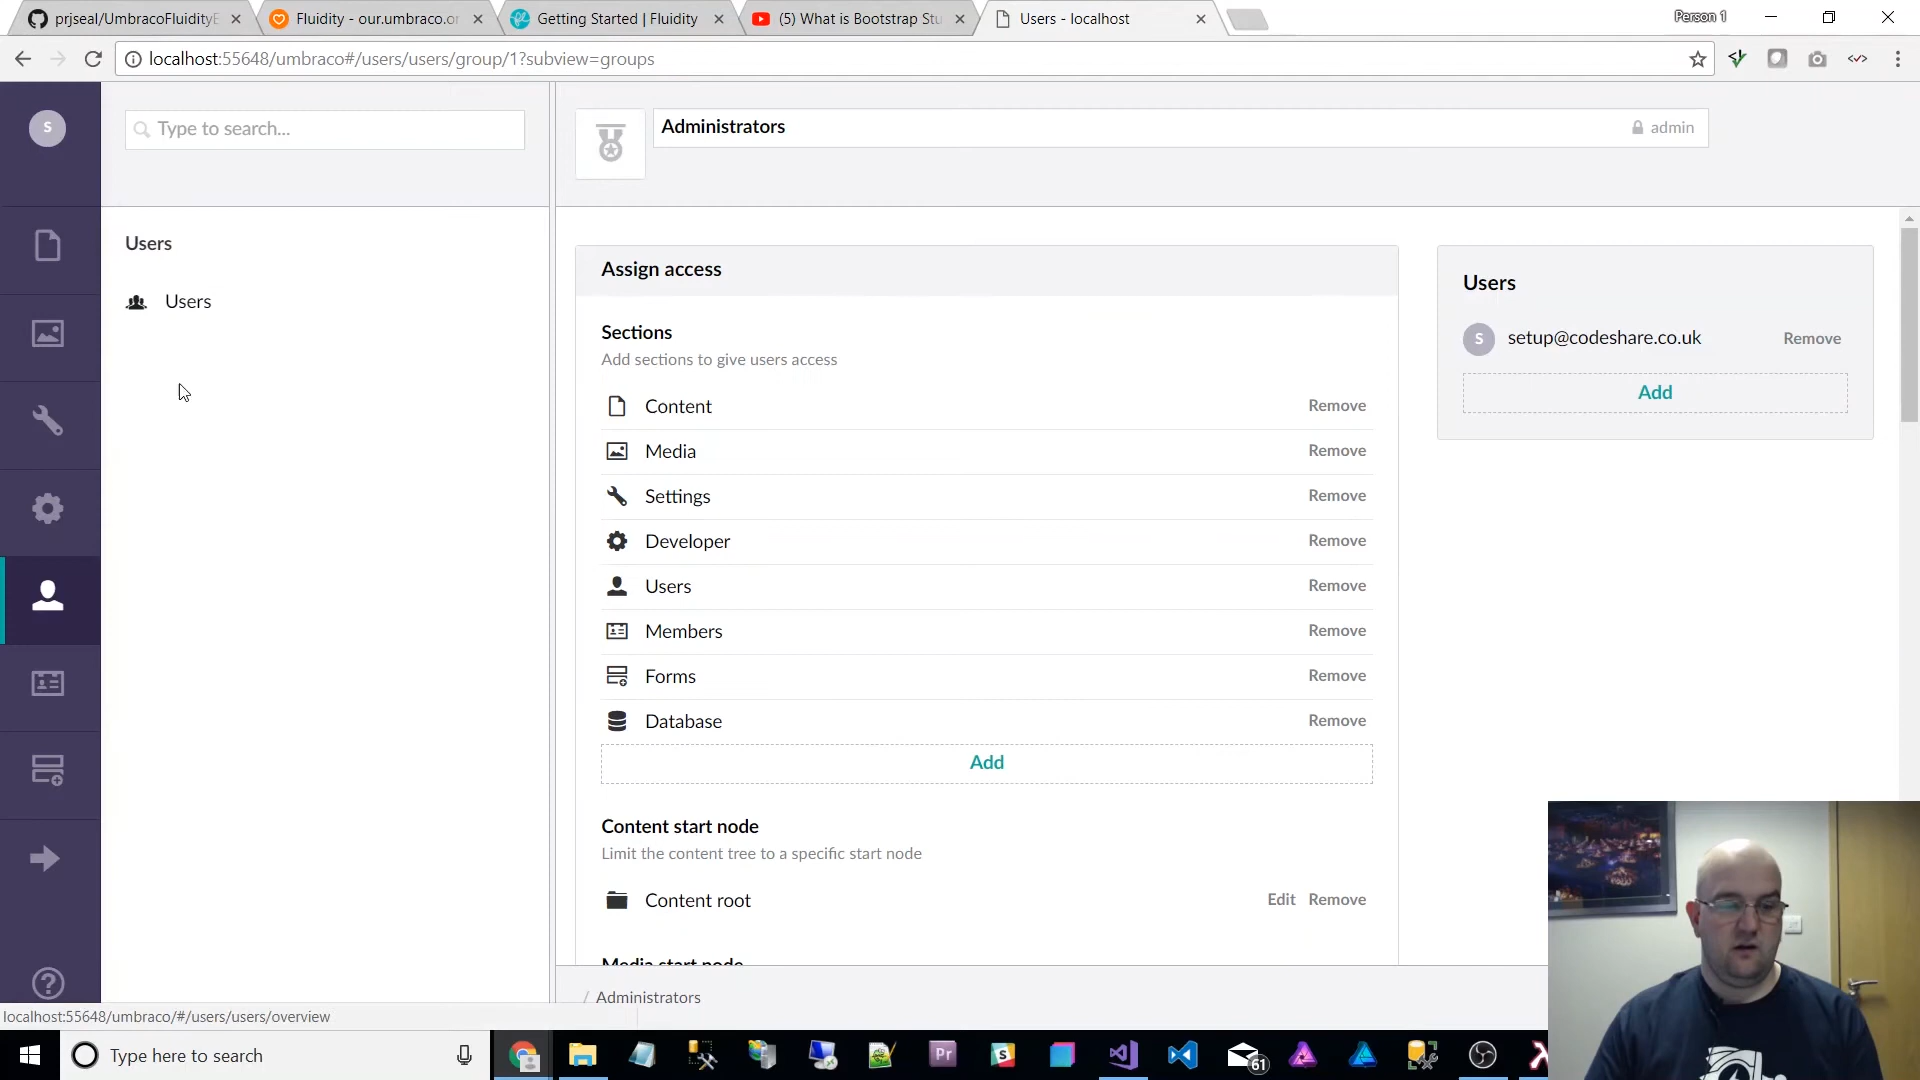 prjseal/UmbracoFluidityE
Fluidity - our.umbraco.or
Getting Started | Fluidity
(5) What is Bootstrap Stu
Users - localhost
Person 1
localhost:55648/umbraco#/users/users/group/1?subview=groups
S
Type to search...
Administrators
admin
Users
Users
Assign access
Sections
Add sections to give users access
Content Remove
Media Remove
Settings Remove
Developer Remove
Users Remove
Members Remove
Forms Remove
Database Remove
Add
Content start node
Limit the content tree to a specific start node
Content root Edit Remove
Media start node
Users
S setup@codeshare.co.uk Remove
Add
/ Administrators
localhost:55648/umbraco/#/users/users/overview
Type here to search
Pr
S
61